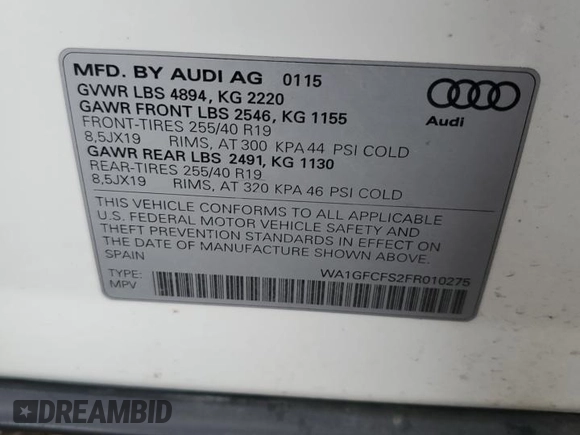 MFD. BY AUDI AG 0115
GVWR LBS 4894, KG 2220
GAWR FRONT LBS 2546, KG 1155
FRONT-TIRES 255/40 R19
8,5JX19 RIMS, AT 300 KPA 44 PSI COLD
GAWR REAR LBS 2491, KG 1130
REAR-TIRES 255/40 R19
8,5JX19 RIMS, AT 320 KPA 46 PSI COLD
Audi
THIS VEHICLE CONFORMS TO ALL APPLICABLE
U.S. FEDERAL MOTOR VEHICLE SAFETY AND
THEFT PREVENTION STANDARDS IN EFFECT ON
THE DATE OF MANUFACTURE SHOWN ABOVE.
SPAIN
TYPE: WA1GFCFS2FR010275
MPV
DREAMBID